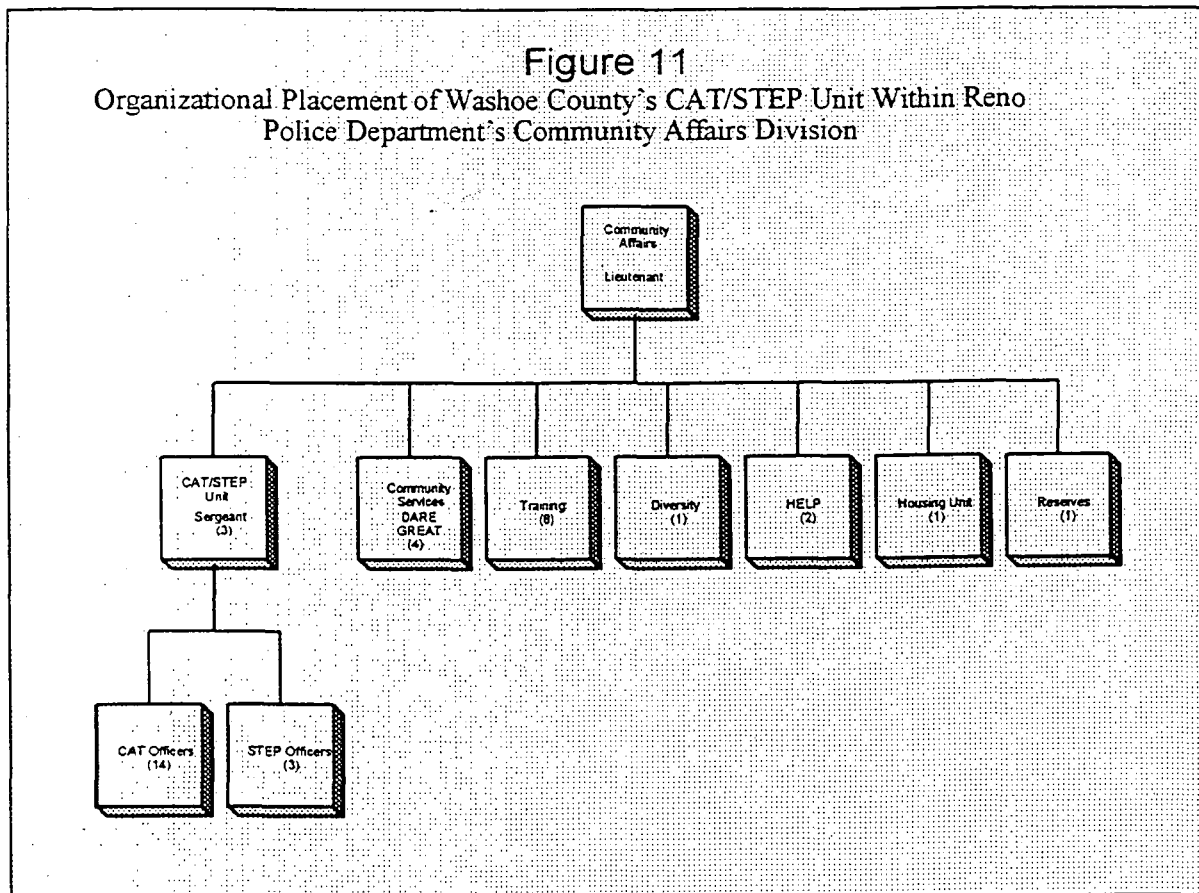 Figure 11
Organizational Placement of Washoe County's CAT/STEP Unit Within Reno
Police Department's Community Affairs Division
Community
Affairs
Lieutenant
CAT/STEP
Unit
Sergeant
(3)
Community
Services
DARE
GREAT
(4)
Training
(8)
Diversity
(1)
HELP
(2)
Housing Unit
(1)
Reserves
(1)
CAT Officers
(14)
STEP Officers
(3)